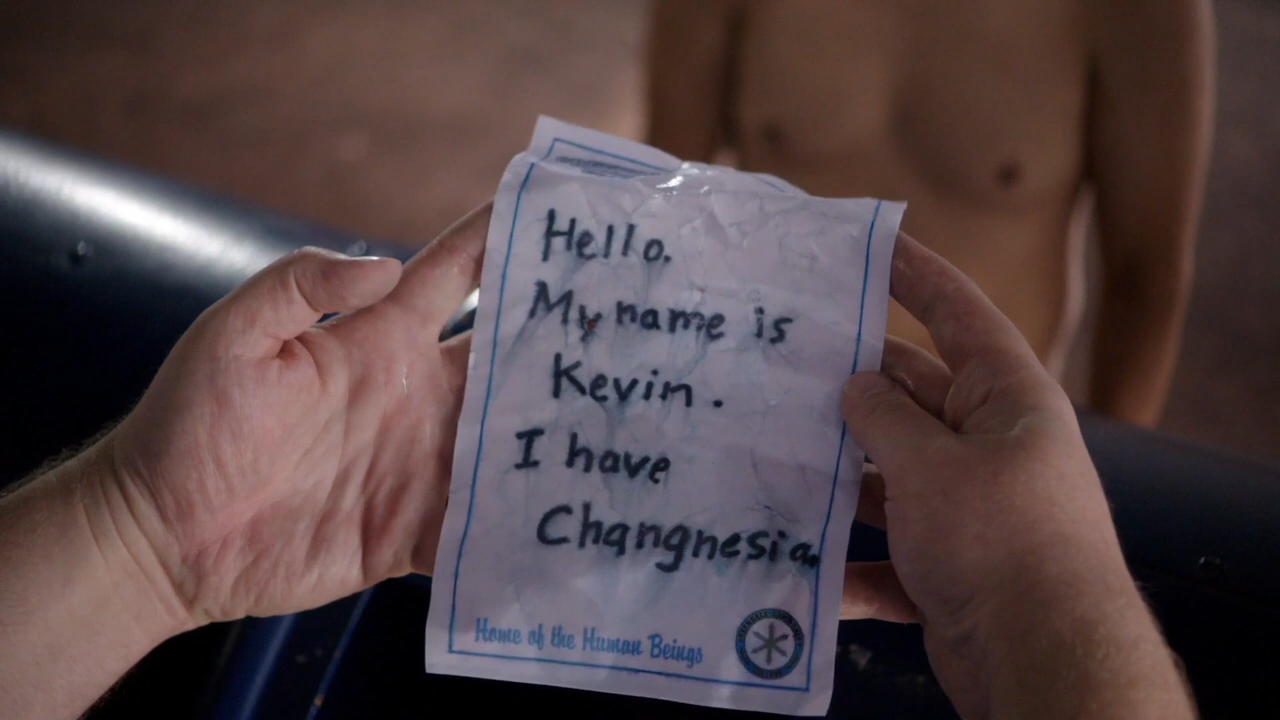 Hello.
My name is
Kevin.
I have
Changnesia.
Home of the Human Beings